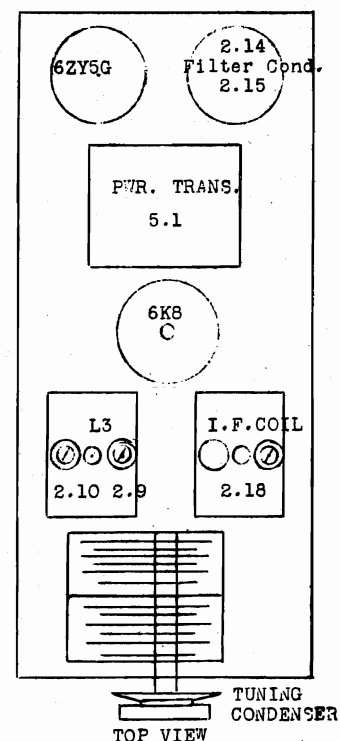 6ZY5G
2.14
Filter Cond.
2.15
PWR. TRANS.
5.1
6K8
L3
2.10 2.9
I.F.COIL
2.18
TUNING
CONDENSER
TOP VIEW